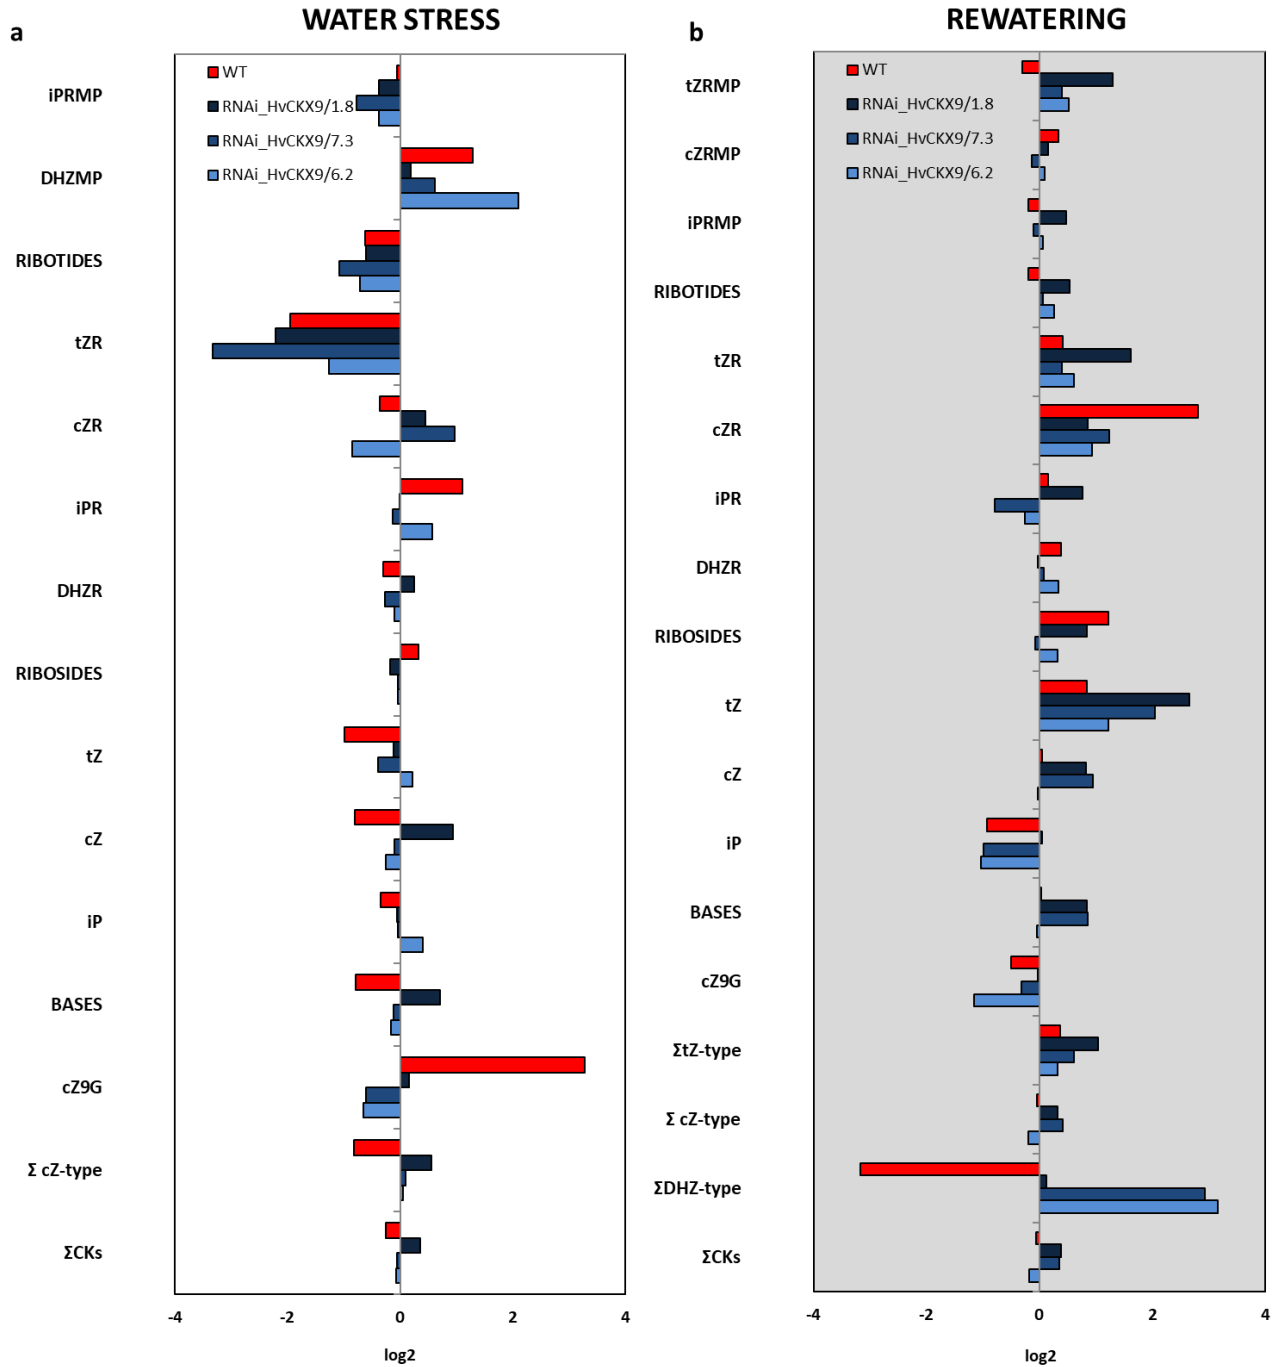 WATER STRESS
a
WT
RNAi_HvCKX9/1.8
RNAi_HvCKX9/7.3
RNAi_HvCKX9/6.2
iPRMP
DHZMP
RIBOTIDES
tZR
cZR
iPR
DHZR
RIBOSIDES
tZ
cZ
iP
BASES
cZ9G
Σ cZ-type
ΣCKs
-4 -2 0 2 4
log2
REWATERING
b
WT
RNAi_HvCKX9/1.8
RNAi_HvCKX9/7.3
RNAi_HvCKX9/6.2
tZRMP
cZRMP
iPRMP
RIBOTIDES
tZR
cZR
iPR
DHZR
RIBOSIDES
tZ
cZ
iP
BASES
cZ9G
ΣtZ-type
Σ cZ-type
ΣDHZ-type
ΣCKs
-4 -2 0 2 4
log2